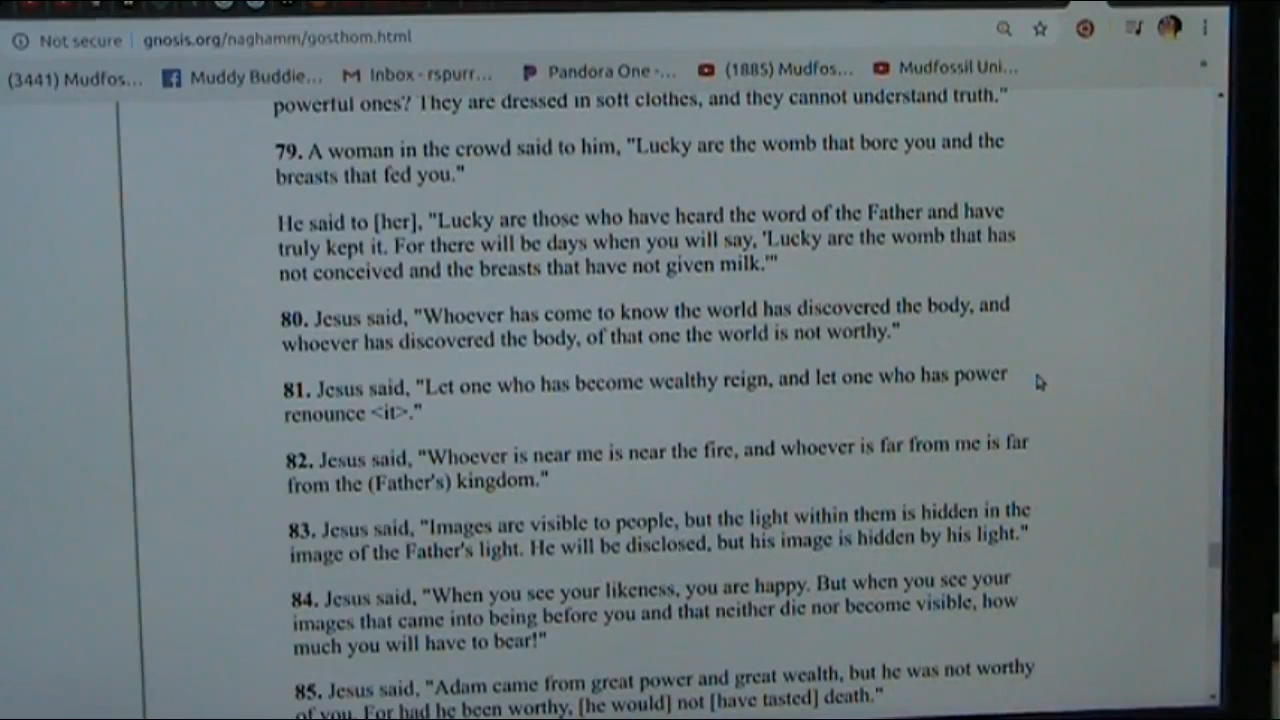 Not secure gnosis.org/naghamm/gosthom.html
(3441) Mudfos... Muddy Buddie... Inbox - rspurr... Pandora One -... (1885) Mudfos... Mudfossil Uni...
powerful ones? They are dressed in soft clothes, and they cannot understand truth."
79. A woman in the crowd said to him, "Lucky are the womb that bore you and the
breasts that fed you."
He said to [her], "Lucky are those who have heard the word of the Father and have
truly kept it. For there will be days when you will say, 'Lucky are the womb that has
not conceived and the breasts that have not given milk.'"
80. Jesus said, "Whoever has come to know the world has discovered the body, and
whoever has discovered the body, of that one the world is not worthy."
81. Jesus said, "Let one who has become wealthy reign, and let one who has power
renounce <it>."
82. Jesus said, "Whoever is near me is near the fire, and whoever is far from me is far
from the (Father's) kingdom."
83. Jesus said, "Images are visible to people, but the light within them is hidden in the
image of the Father's light. He will be disclosed, but his image is hidden by his light."
84. Jesus said, "When you see your likeness, you are happy. But when you see your
images that came into being before you and that neither die nor become visible, how
much you will have to bear!"
85. Jesus said, "Adam came from great power and great wealth, but he was not worthy
of you. For had he been worthy, [he would] not [have tasted] death."